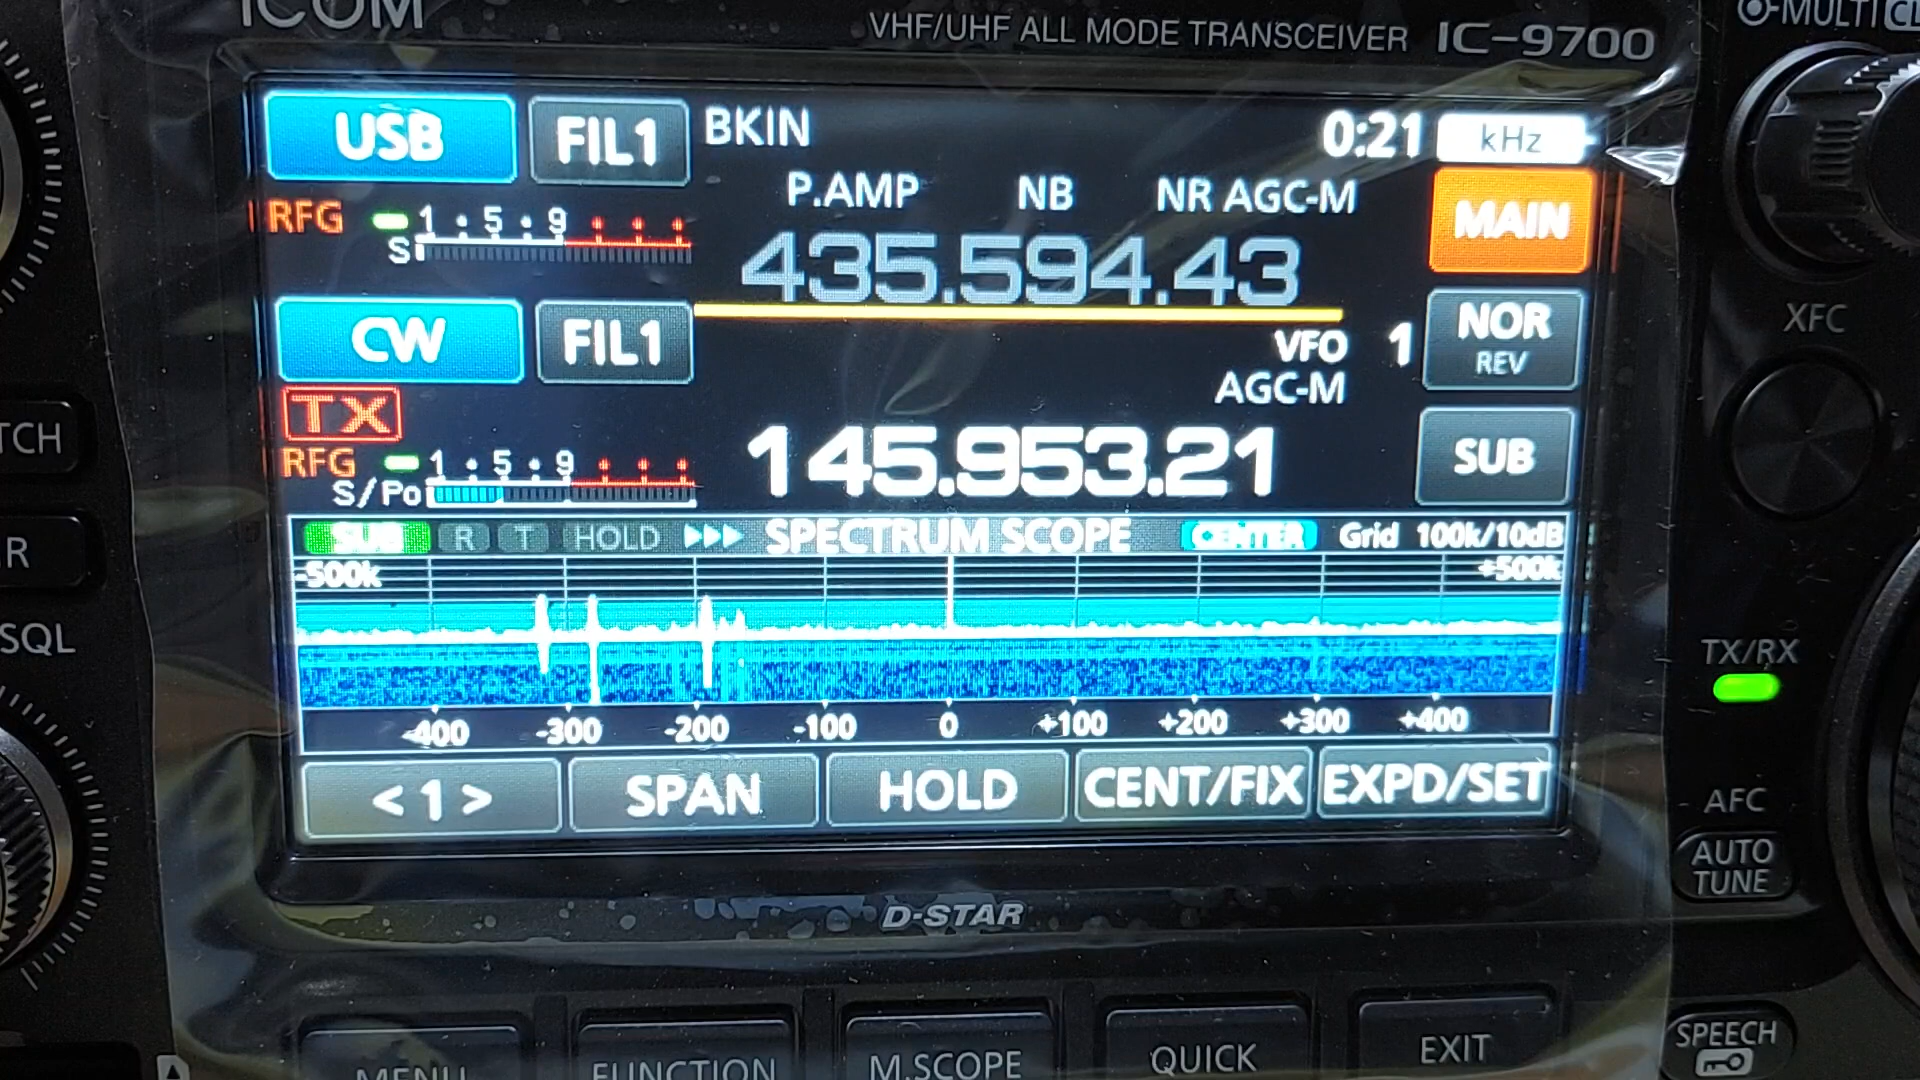 ICOM
VHF/UHF ALL MODE TRANSCEIVER IC-9700
MULTI
USB FIL1 BKIN 0:21 kHz
P.AMP NB NR AGC-M
MAIN
RFG 1 • 5 • 9
S
435.594.43
CW FIL1
VFO 1 NOR
REV
AGC-M
XFC
TX
RFG 1 • 5 • 9
S/Po
145.953.21
SUB
TCH
SUB R T HOLD SPECTRUM SCOPE CENTER Grid 100k/10dB
-500k +500k
R
SQL
TX/RX
-400 -300 -200 -100 0 +100 +200 +300 +400
<1> SPAN HOLD CENT/FIX EXPD/SET
AFC
AUTO
TUNE
D-STAR
MENU FUNCTION M.SCOPE QUICK EXIT
SPEECH